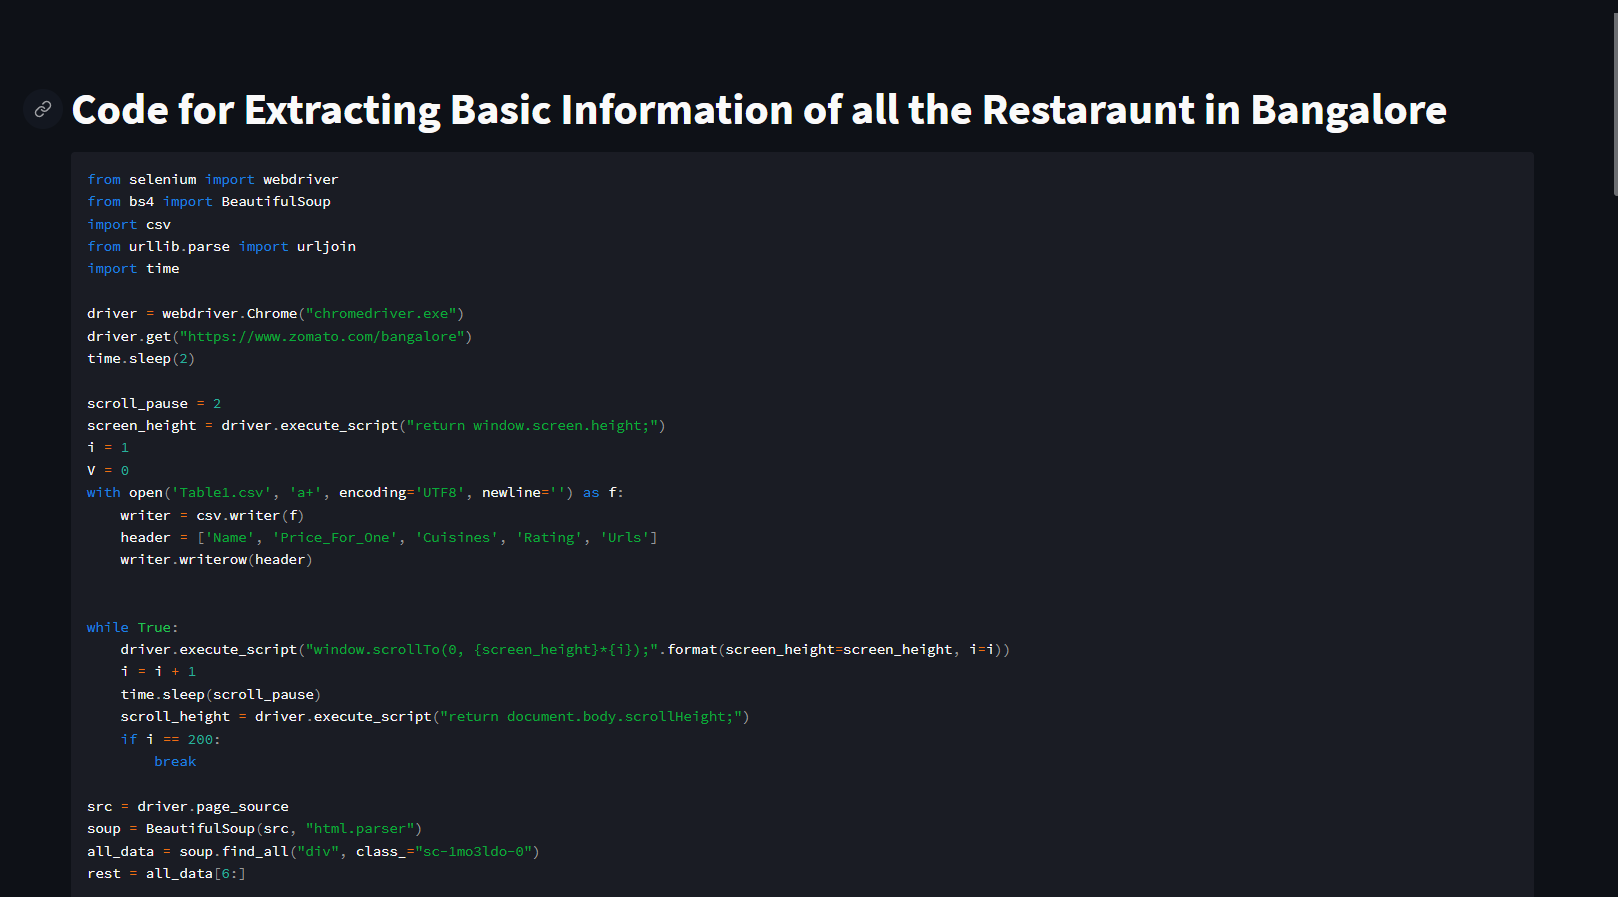 Code for Extracting Basic Information of all the Restaraunt in Bangalore
from selenium import webdriver
from bs4 import BeautifulSoup
import csv
from urllib.parse import urljoin
import time
driver = webdriver.Chrome("chromedriver.exe")
driver.get("https://www.zomato.com/bangalore")
time.sleep(2)
scroll_pause = 2
screen_height = driver.execute_script("return window.screen.height;")
i = 1
V = 0
with open('Table1.csv', 'a+', encoding='UTF8', newline='') as f:
    writer = csv.writer(f)
    header = ['Name', 'Price_For_One', 'Cuisines', 'Rating', 'Urls']
    writer.writerow(header)
while True:
    driver.execute_script("window.scrollTo(0, {screen_height}*{i});".format(screen_height=screen_height, i=i))
    i = i + 1
    time.sleep(scroll_pause)
    scroll_height = driver.execute_script("return document.body.scrollHeight;")
    if i == 200:
        break
src = driver.page_source
soup = BeautifulSoup(src, "html.parser")
all_data = soup.find_all("div", class_="sc-1mo3ldo-0")
rest = all_data[6:]